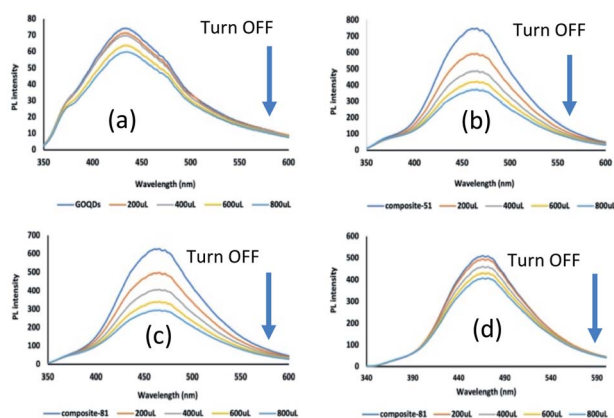 80
70
60
50
40
30
20
10
0
PL intensity
Turn OFF
(a)
350 400 450 500 550 600
Wavelength (nm)
GOQDs 200uL 400uL 600uL 800uL
800
700
600
500
400
300
200
100
0
PL intensity
Turn OFF
(b)
350 400 450 500 550 600
Wavelength (nm)
composite-51 200uL 400uL 600uL 800uL
700
600
500
400
300
200
100
0
PL intensity
Turn OFF
(c)
350 400 450 500 550 600
Wavelength (nm)
composite-81 200uL 400uL 600uL 800uL
600
500
400
300
200
100
0
PL intensity
Turn OFF
(d)
340 390 440 490 540 590
Wavelength (nm)
composite-81 200uL 400uL 600uL 800uL